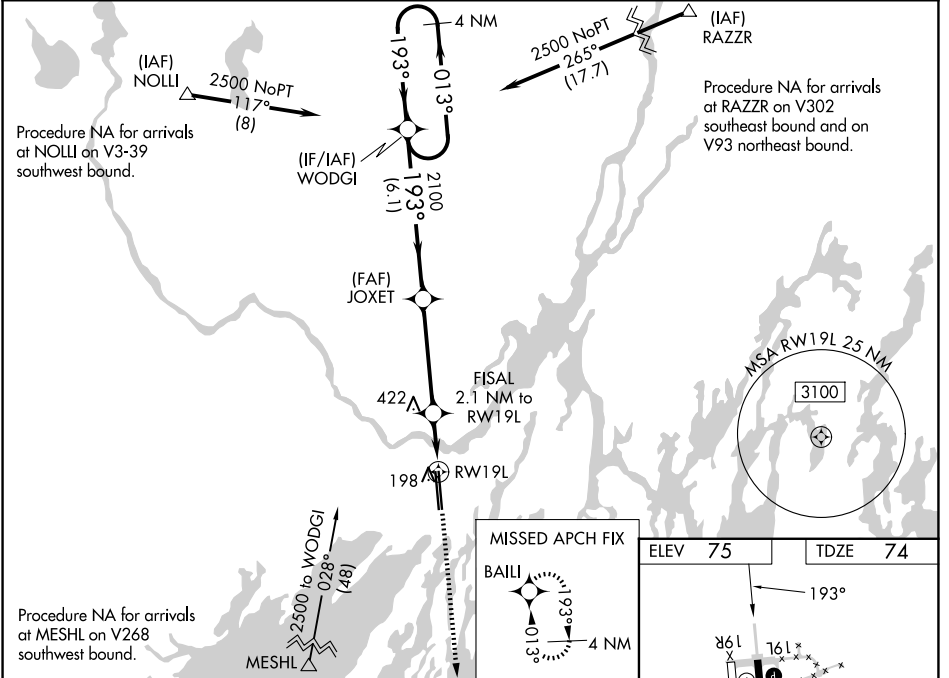 4 NM
193°
013°
(IAF)
NOLLI
2500 NoPT
117°
(8)
Procedure NA for arrivals
at NOLLI on V3-39
southwest bound.
2500 NoPT
265°
(17.7)
(IAF)
RAZZR
Procedure NA for arrivals
at RAZZR on V302
southeast bound and on
V93 northeast bound.
(IF/IAF)
WODGI
2100
193°
(6.1)
(FAF)
JOXET
FISAL
2.1 NM to
RW19L
422
198
RW19L
MSA RW19L 25 NM
3100
2500 to WODGI
028°
(48)
MESHL
Procedure NA for arrivals
at MESHL on V268
southwest bound.
MISSED APCH FIX
BAILI
193°
013°
4 NM
ELEV 75
TDZE 74
193°
19R
19L